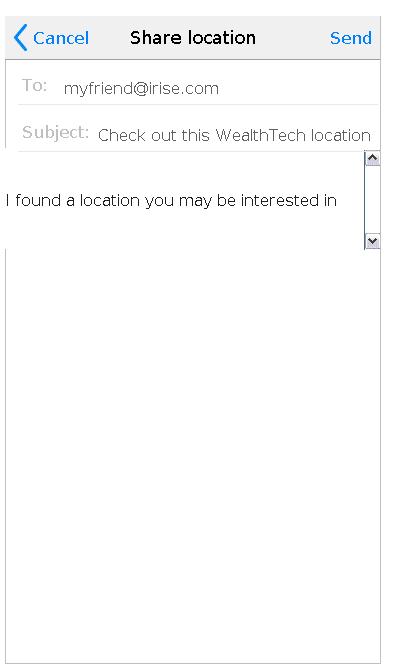 Cancel Share location Send
To: myfriend@irise.com
Subject: Check out this WealthTech location
I found a location you may be interested in